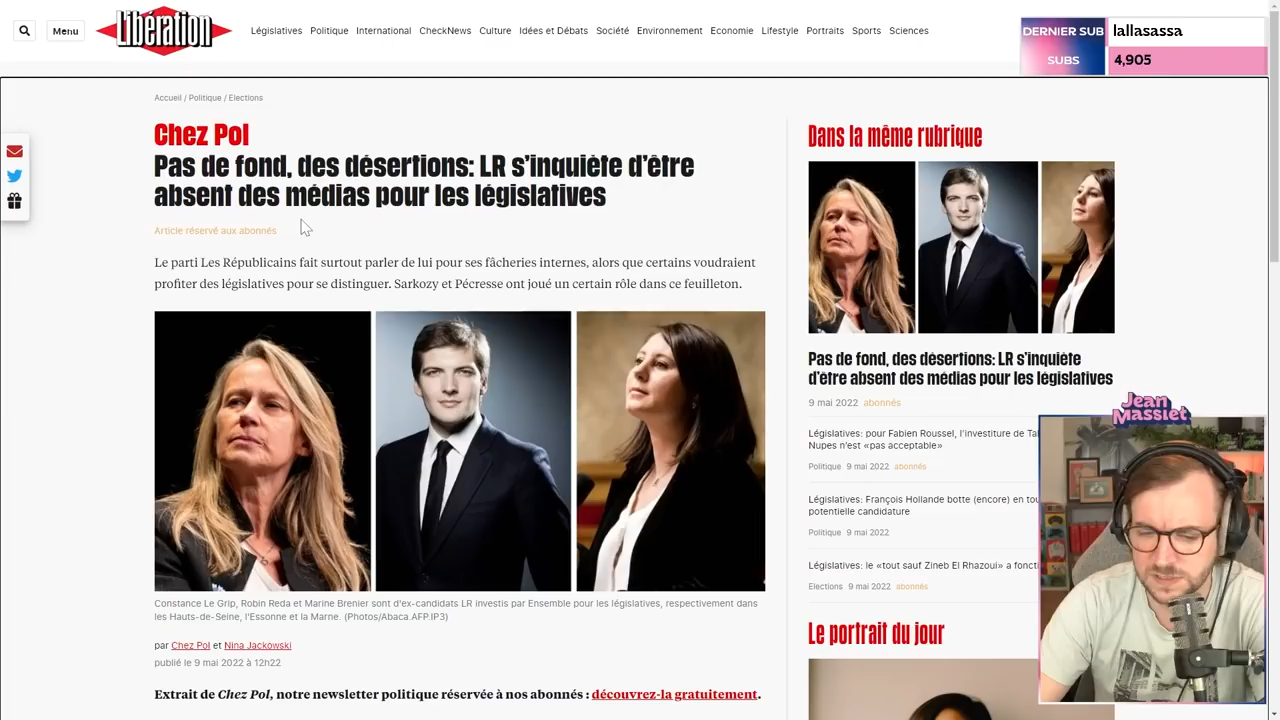 Menu
Libération
Législatives
Politique
International
CheckNews
Culture
Idées et Débats
Société
Environnement
Economie
Lifestyle
Portraits
Sports
Sciences
DERNIER SUB
lallasassa
SUBS
4,905
Accueil / Politique / Elections
Chez Pol
Pas de fond, des désertions: LR s’inquiète d’être
absent des médias pour les législatives
Article réservé aux abonnés
Le parti Les Républicains fait surtout parler de lui pour ses fâcheries internes, alors que certains voudraient
profiter des législatives pour se distinguer. Sarkozy et Pécresse ont joué un certain rôle dans ce feuilleton.
Constance Le Grip, Robin Reda et Marine Brenier sont d'ex-candidats LR investis par Ensemble pour les législatives, respectivement dans
les Hauts-de-Seine, l'Essonne et la Marne. (Photos/Abaca.AFP.IP3)
par Chez Pol et Nina Jackowski
publié le 9 mai 2022 à 12h22
Extrait de Chez Pol, notre newsletter politique réservée à nos abonnés : découvrez-la gratuitement.
Dans la même rubrique
Pas de fond, des désertions: LR s’inquiète
d’être absent des médias pour les législatives
9 mai 2022 abonnés
Législatives: pour Fabien Roussel, l’investiture de
Nupes n’est «pas acceptable»
Politique 9 mai 2022 abonnés
Législatives: François Hollande botte (encore) en
potentielle candidature
Politique 9 mai 2022
Législatives: le «tout sauf Zineb El Rhazoui» a
Elections 9 mai 2022 abonnés
Le portrait du jour
Jean
Massiet